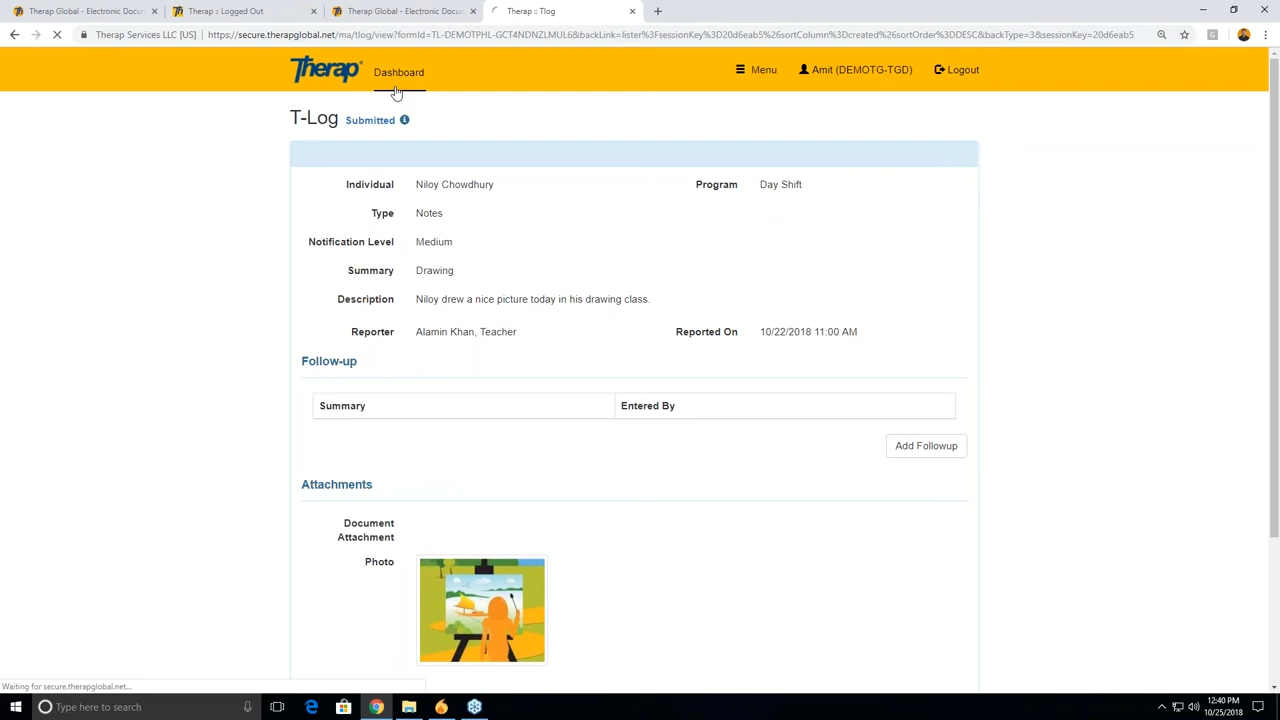 Therap Global - Electronic Docum
Therap :: Logged Out
Therap Global - Electronic Docum
Therap :: Tlog
Therap Services LLC [US]
https://secure.therapglobal.net/ma/tlog/view?formId=TL-DEMOTPHL-GCT4NDNZLMUL6&backLink=lister%3FsessionKey%3D20d6eab5%26sortColumn%3Dcreated%26sortOrder%3DDESC&backType=3&sessionKey=20d6eab5
Therap
Dashboard
Menu
Amit (DEMOTG-TGD)
Logout
T-Log Submitted
Individual Niloy Chowdhury Program Day Shift
Type Notes
Notification Level Medium
Summary Drawing
Description Niloy drew a nice picture today in his drawing class.
Reporter Alamin Khan, Teacher Reported On 10/22/2018 11:00 AM
Follow-up
Summary Entered By
Add Followup
Attachments
Document
Attachment
Photo
Waiting for secure.therapglobal.net...
Type here to search
12:40 PM
10/25/2018